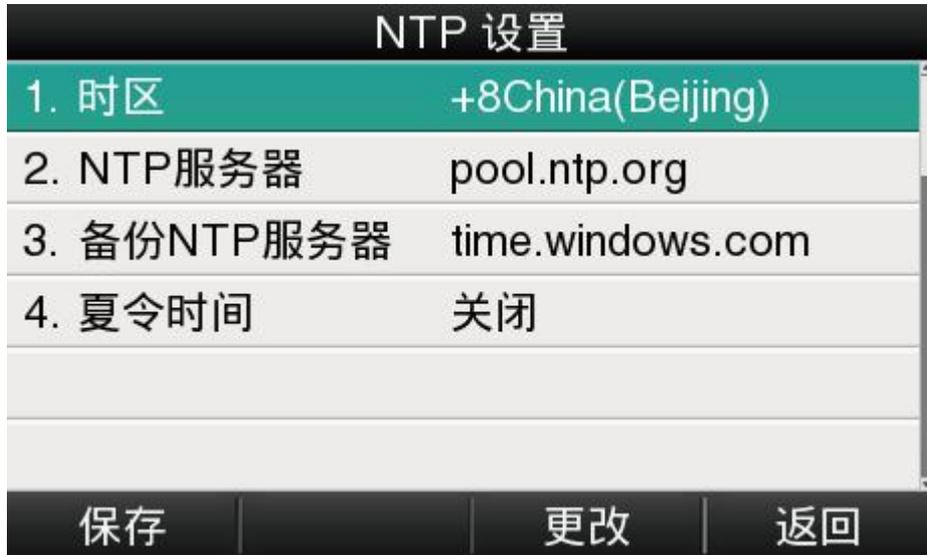 NTP 设置
1. 时区 +8China(Beijing)
2. NTP服务器 pool.ntp.org
3. 备份NTP服务器 time.windows.com
4. 夏令时间 关闭
保存 更改 返回